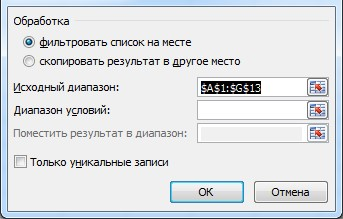 Обработка
фильтровать список на месте
скопировать результат в другое место
Исходный диапазон: $A$1:$G$13
Диапазон условий:
Поместить результат в диапазон:
Только уникальные записи
ОК Отмена